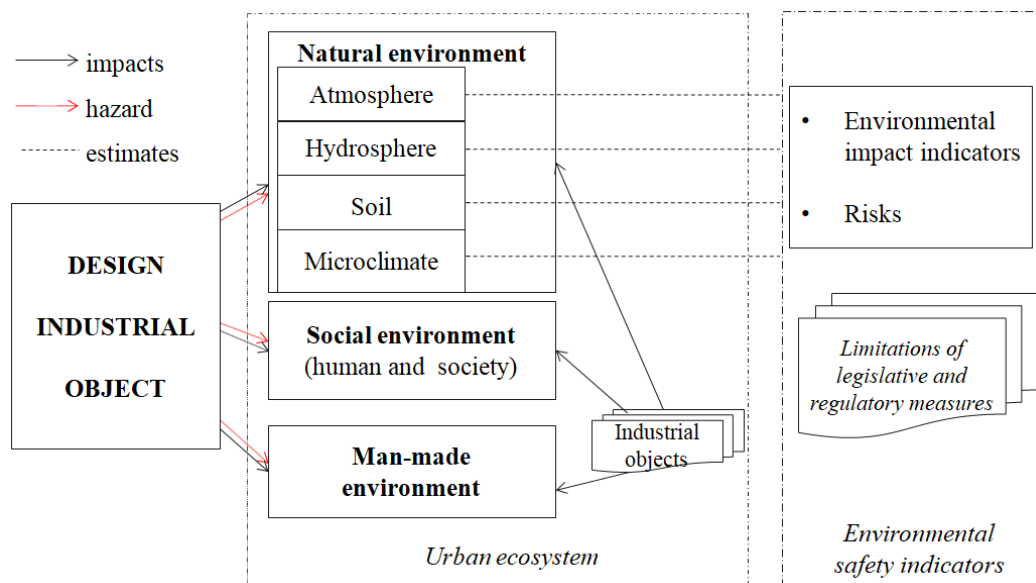 impacts
hazard
estimates
DESIGN
INDUSTRIAL
OBJECT
Natural environment
Atmosphere
Hydrosphere
Soil
Microclimate
Social environment
(human and society)
Man-made
environment
Industrial
objects
Urban ecosystem
• Environmental
impact indicators
• Risks
Limitations of
legislative and
regulatory measures
Environmental
safety indicators